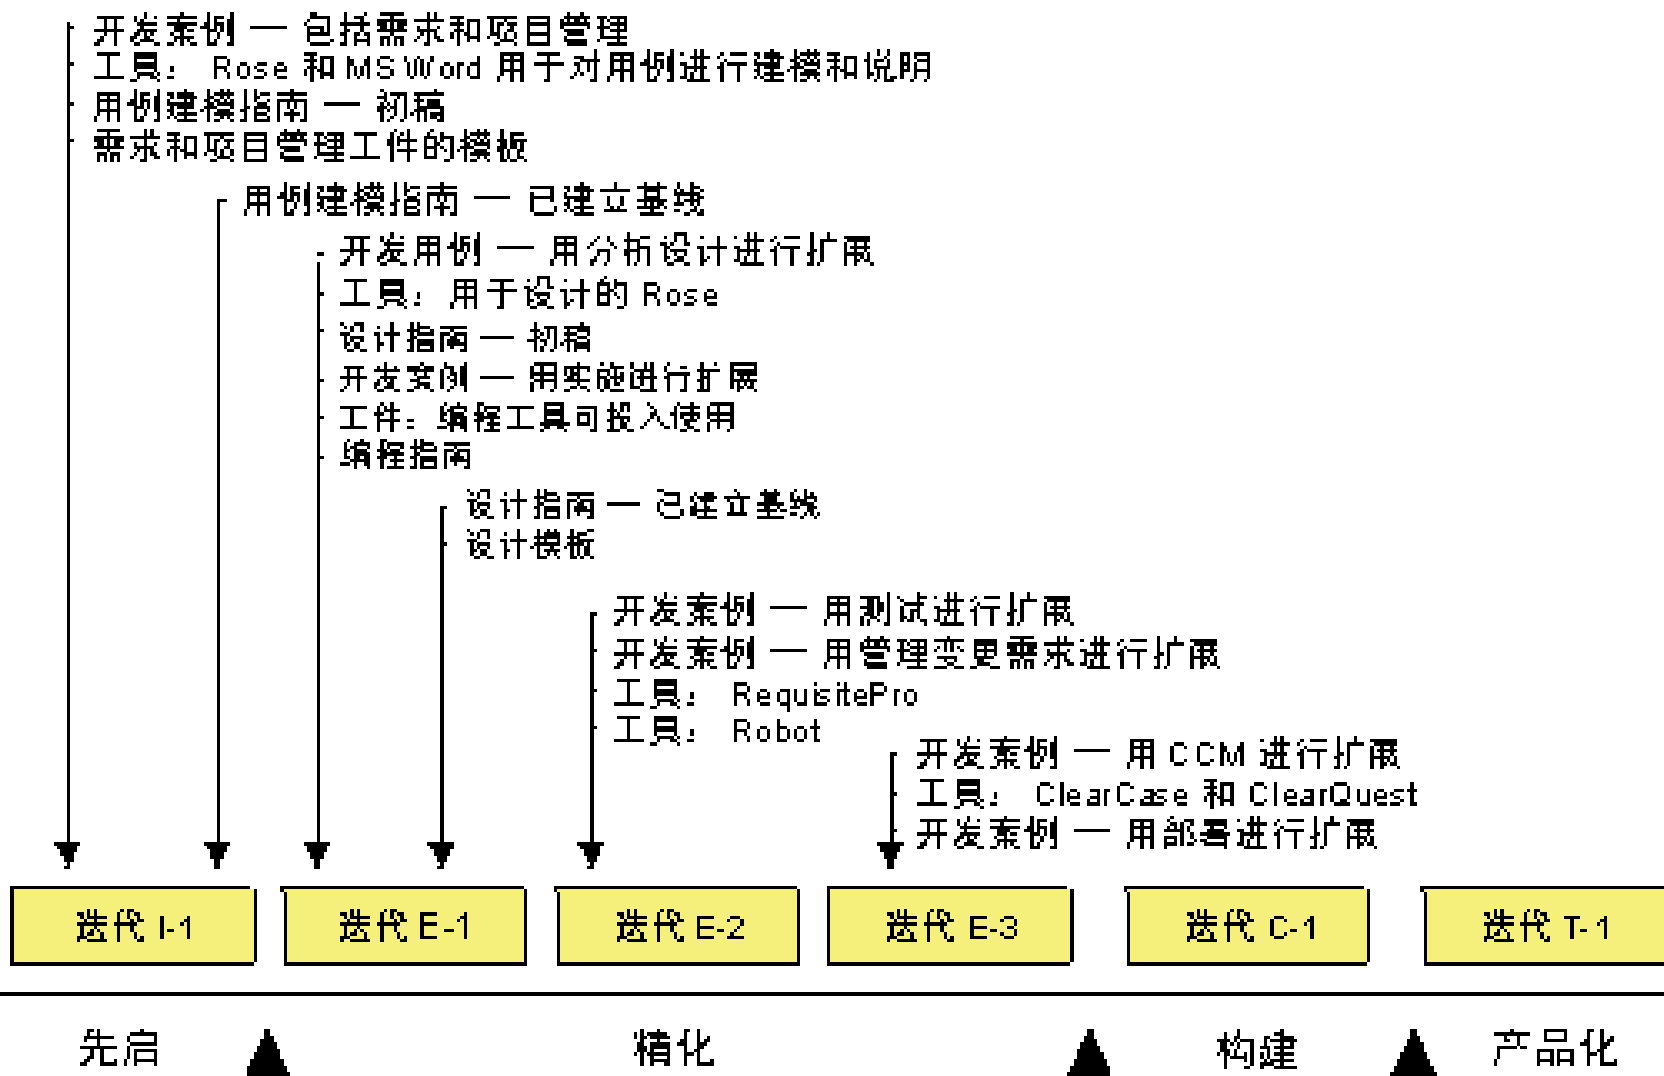 开发案例 — 包括需求和项目管理
工具： Rose 和 MS Word 用于对用例进行建模和说明
用例建模指南 — 初稿
需求和项目管理工件的模板
用例建模指南 — 已建立基线
开发用例 — 用分析设计进行扩展
工具：用于设计的 Rose
设计指南 — 初稿
开发案例 — 用实施进行扩展
工件：编程工具可投入使用
编程指南
设计指南 — 已建立基线
设计模板
开发案例 — 用测试进行扩展
开发案例 — 用管理变更需求进行扩展
工具： RequisitePro
工具： Robot
开发案例 — 用 CCM 进行扩展
工具： ClearCase 和 ClearQuest
开发案例 — 用部署进行扩展
迭代 I-1
迭代 E-1
迭代 E-2
迭代 E-3
迭代 C-1
迭代 T-1
先启
精化
构建
产品化